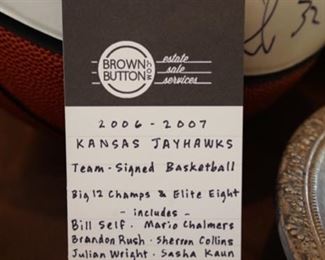 BROWN
BUTTON
estate
sale
services
2006-2007
KANSAS JAYHAWKS
Team-Signed Basketball
Big 12 Champs & Elite Eight
- includes -
Bill Self. Mario Chalmers
Brandon Rush. Sherron Collins
Julian Wright. Sasha Kaun
32